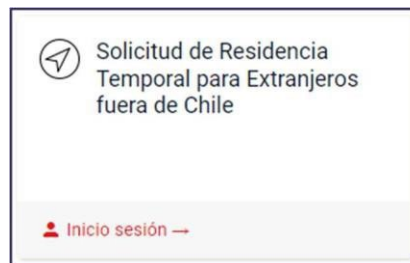 Solicitud de Residencia
Temporal para Extranjeros
fuera de Chile
Inicio sesión →